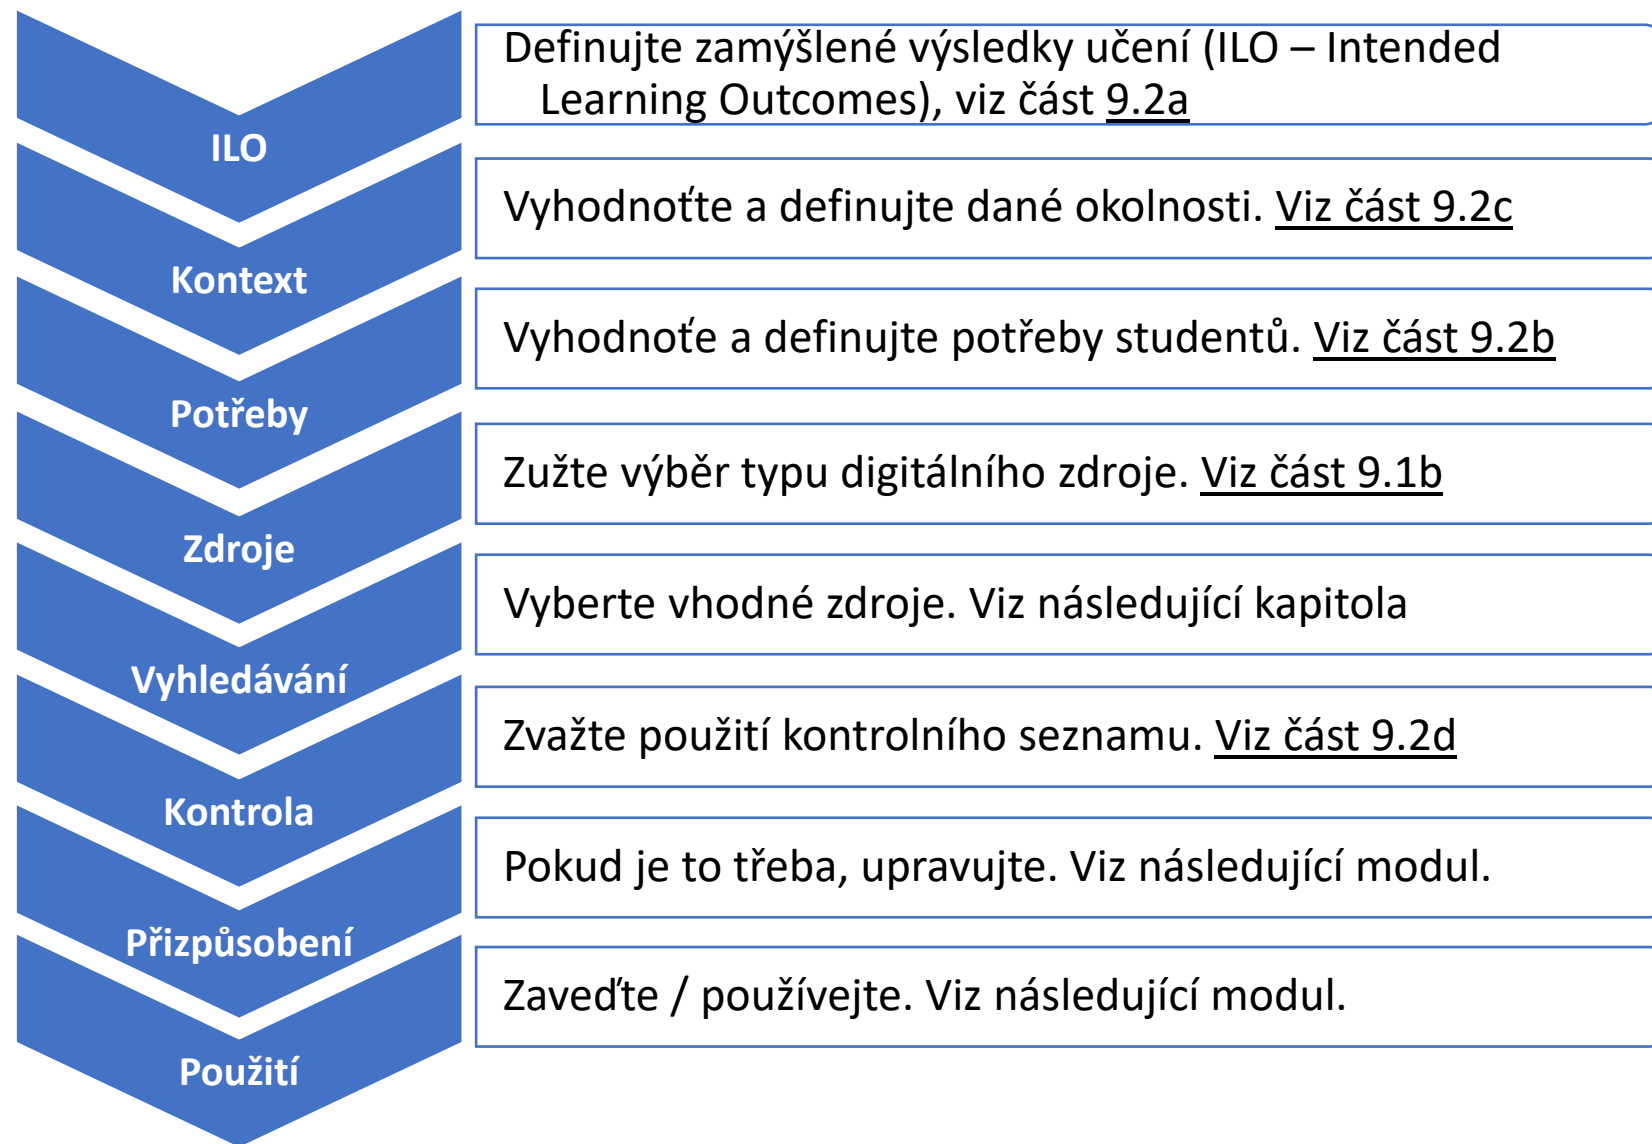 Definujte zamýšlené výsledky učení (ILO – Intended
Learning Outcomes), viz část 9.2a
ILO
Vyhodnoťte a definujte dané okolnosti. Viz část 9.2c
Kontext
Vyhodnoťe a definujte potřeby studentů. Viz část 9.2b
Potřeby
Zužte výběr typu digitálního zdroje. Viz část 9.1b
Zdroje
Vyberte vhodné zdroje. Viz následující kapitola
Vyhledávání
Zvažte použití kontrolního seznamu. Viz část 9.2d
Kontrola
Pokud je to třeba, upravujte. Viz následující modul.
Přizpůsobení
Zaveďte / používejte. Viz následující modul.
Použití